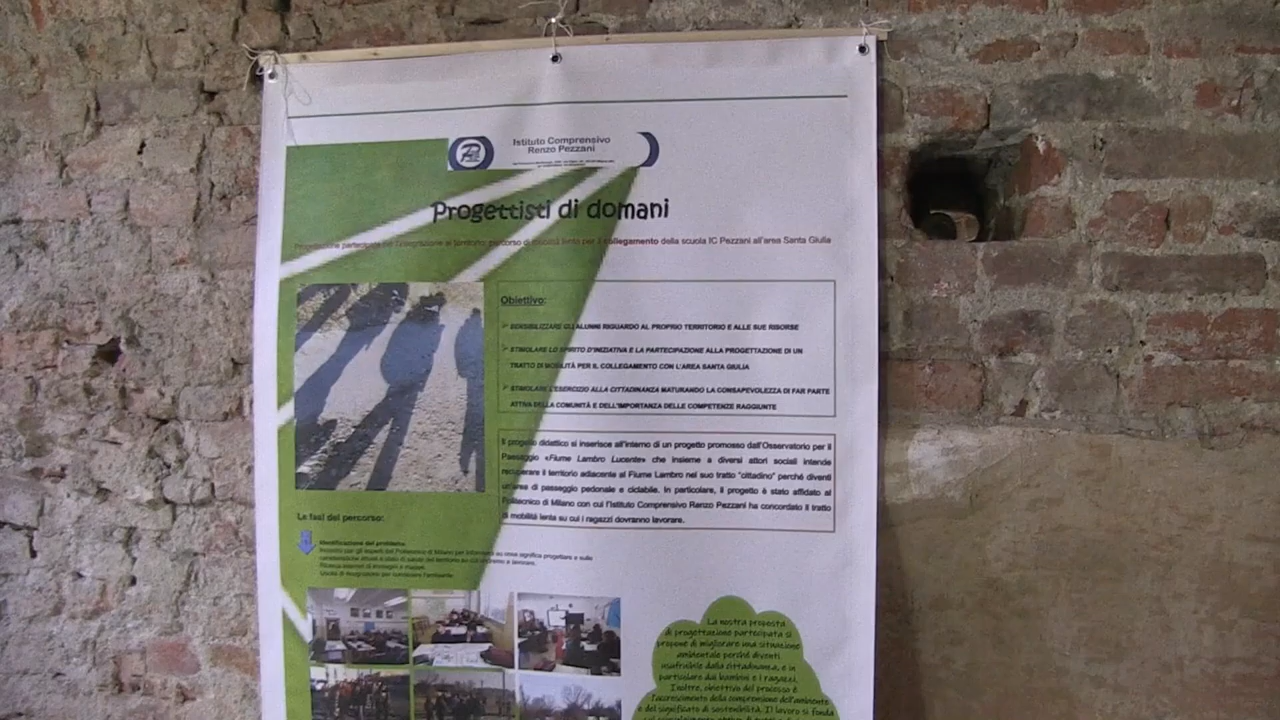 Istituto Comprensivo
Renzo Pezzani
Progettisti di domani
Progettazione partecipata per l'integrazione al territorio: percorso di mobilità lenta per il collegamento della scuola IC Pezzani all'area Santa Giulia
Obiettivo:
SENSIBILIZZARE GLI ALUNNI RIGUARDO AL PROPRIO TERRITORIO E ALLE SUE RISORSE
STIMOLARE LO SPIRITO D'INIZIATIVA E LA PARTECIPAZIONE ALLA PROGETTAZIONE DI UN
TRATTO DI MOBILITÀ PER IL COLLEGAMENTO CON L'AREA SANTA GIULIA
STIMOLARE L'ESERCIZIO ALLA CITTADINANZA MATURANDO LA CONSAPEVOLEZZA DI FAR PARTE
ATTIVA DELLA COMUNITÀ E DELL'IMPORTANZA DELLE COMPETENZE RAGGIUNTE
Il progetto didattico si inserisce all'interno di un progetto promosso dall'Osservatorio per il
Paesaggio «Fiume Lambro Lucente» che insieme a diversi attori sociali intende
recuperare il territorio adiacente al Fiume Lambro nel suo tratto "cittadino" perché diventi
un'area di passaggio pedonale e ciclabile. In particolare, il progetto è stato affidato al
Politecnico di Milano con cui l'Istituto Comprensivo Renzo Pezzani ha concordato il tratto
di mobilità lenta su cui i ragazzi dovranno lavorare.
Le fasi del percorso:
Identificazione del problema
Incontro con gli esperti del Politecnico di Milano per su cosa significa progettare e sulle
caratteristiche attuali e stato di salute del territorio su cui a lavorare.
Ricerca internet di immagini e mappe.
Uscita di ricognizione per conoscere l'ambiente
La nostra proposta
di progettazione partecipata si
propone di migliorare una situazione
ambientale perché diventi
usufruibile dalla cittadinanza, e in
particolare dai bambini e i ragazzi.
Inoltre, obiettivo del processo è
l'accrescimento della comprensione dell'ambiente
e del significato di sostenibilità. Il lavoro si fonda